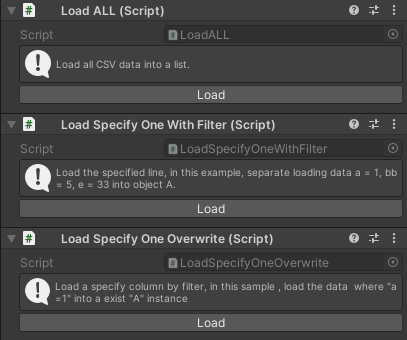 Load ALL (Script)
Script
LoadALL
Load all CSV data into a list.
Load
Load Specify One With Filter (Script)
Script
LoadSpecifyOneWithFilter
Load the specified line, in this example, separate loading data a = 1, bb
= 5, e = 33 into object A.
Load
Load Specify One Overwrite (Script)
Script
LoadSpecifyOneOverwrite
Load a specify column by filter, in this sample , load the data  where "a
=1" into a exist "A" instance
Load